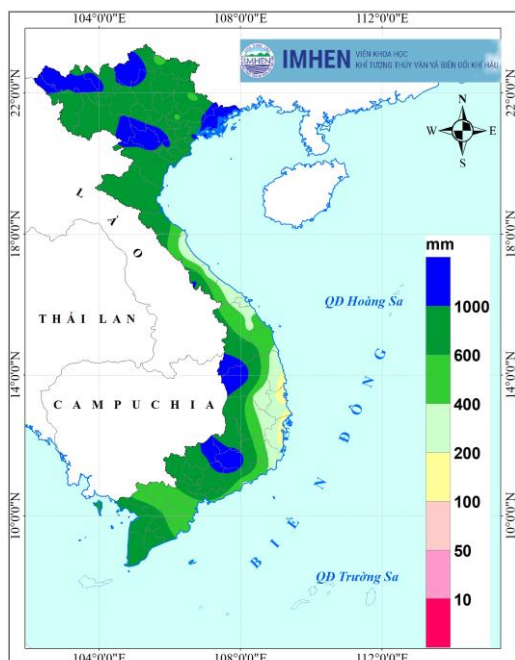 104°0'0"E 108°0'0"E 112°0'0"E
IMHEN
IMHEN
VIỆN KHOA HỌC
KHÍ TƯỢNG THỦY VĂN VÀ BIẾN ĐỔI KHÍ HẬU
22°0'0"N
22°0'0"N
N
W E
S
LÀO
18°0'0"N
18°0'0"N
mm
1000
600
400
200
100
50
10
QĐ Hoàng Sa
THÁI LAN
14°0'0"N
14°0'0"N
CAMPUCHIA
BIỂN ĐÔNG
10°0'0"N
10°0'0"N
QĐ Trường Sa
104°0'0"E 108°0'0"E 112°0'0"E